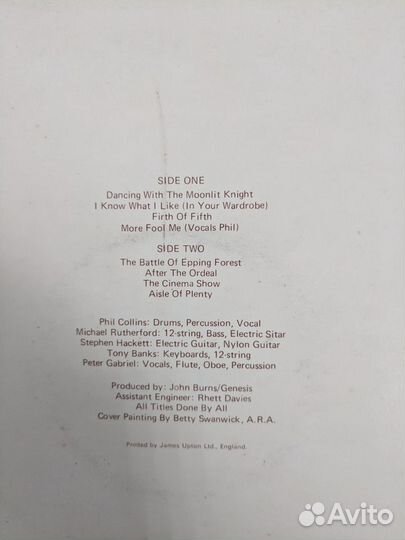 SIDE ONE
Dancing With The Moonlit Knight
I Know What I Like (In Your Wardrobe)
Firth Of Fifth
More Fool Me (Vocals Phil)
SIDE TWO
The Battle Of Epping Forest
After The Ordeal
The Cinema Show
Aisle Of Plenty
Phil Collins: Drums, Percussion, Vocal
Michael Rutherford: 12-string, Bass, Electric Sitar
Stephen Hackett: Electric Guitar, Nylon Guitar
Tony Banks: Keyboards, 12-string
Peter Gabriel: Vocals, Flute, Oboe, Percussion
Produced by: John Burns/Genesis
Assistant Engineer: Rhett Davies
All Titles Done By All
Cover Painting By Betty Swanwick, A.R.A.
Printed by James Upton Ltd., England.
Avito